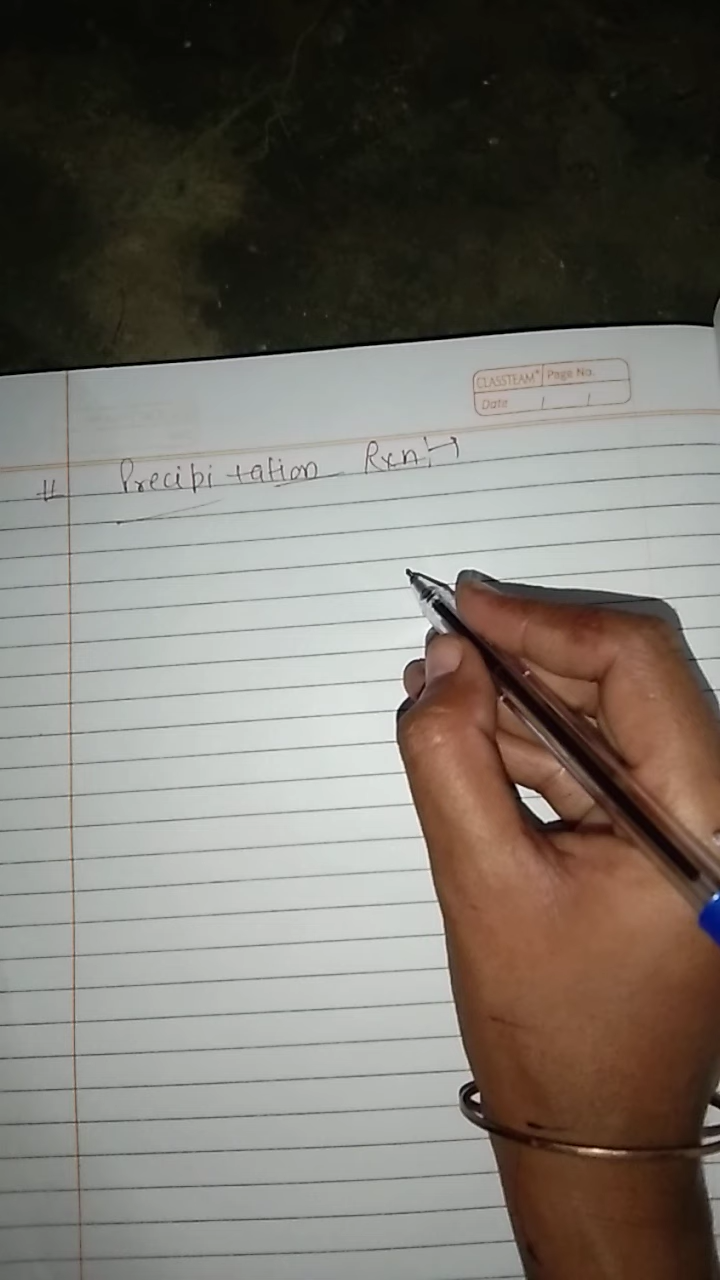 CLASSTEAM Page No.
Date / /
# Precipitation Rxn:→